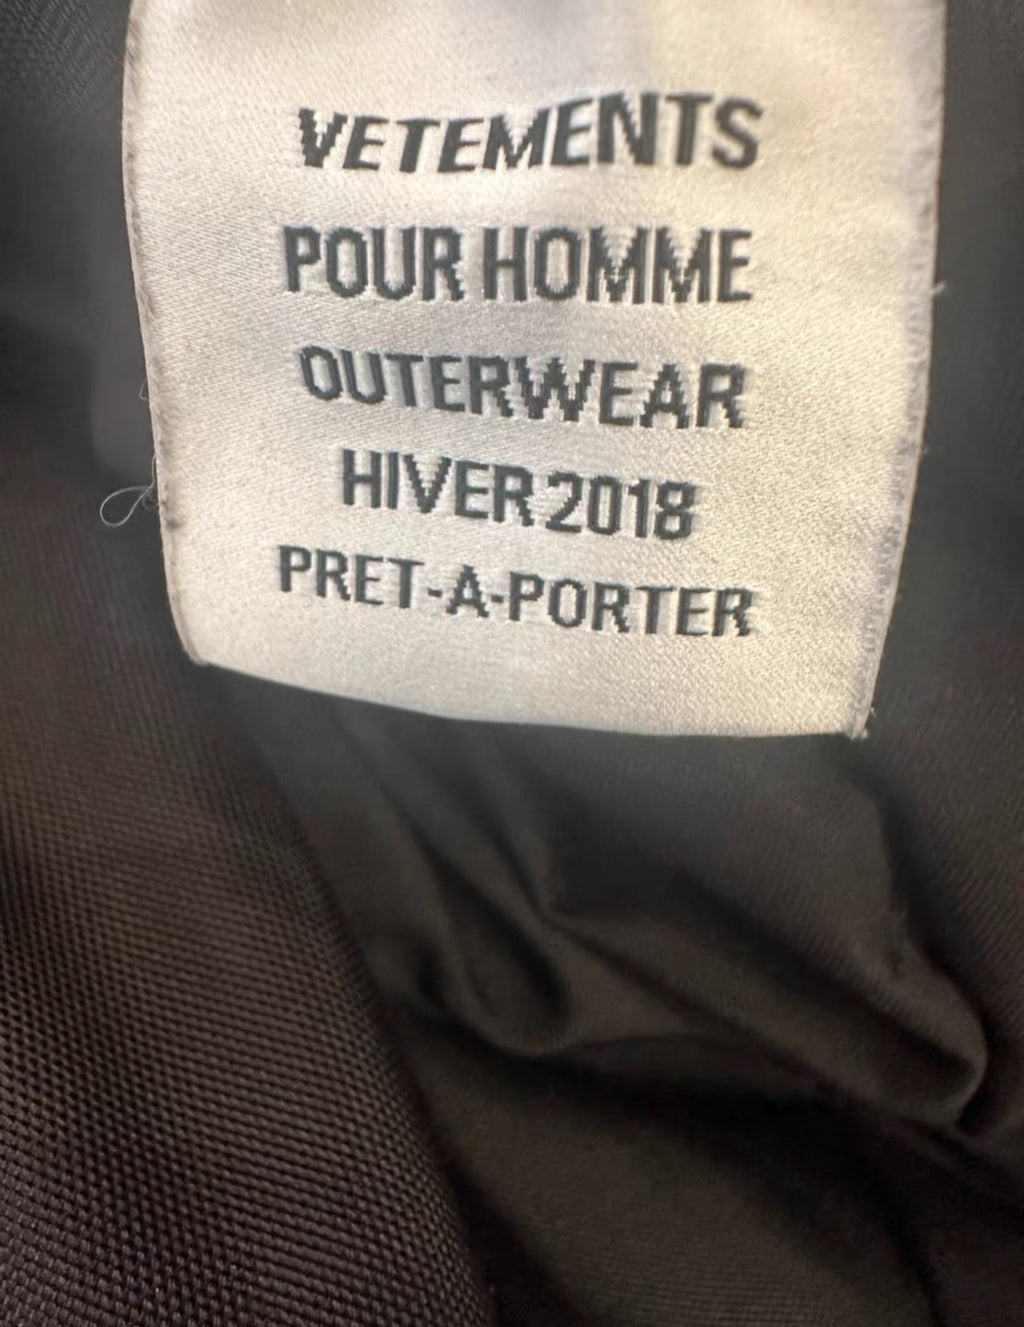 VETEMENTS
POUR HOMME
OUTERWEAR
HIVER 2018
PRET-A-PORTER